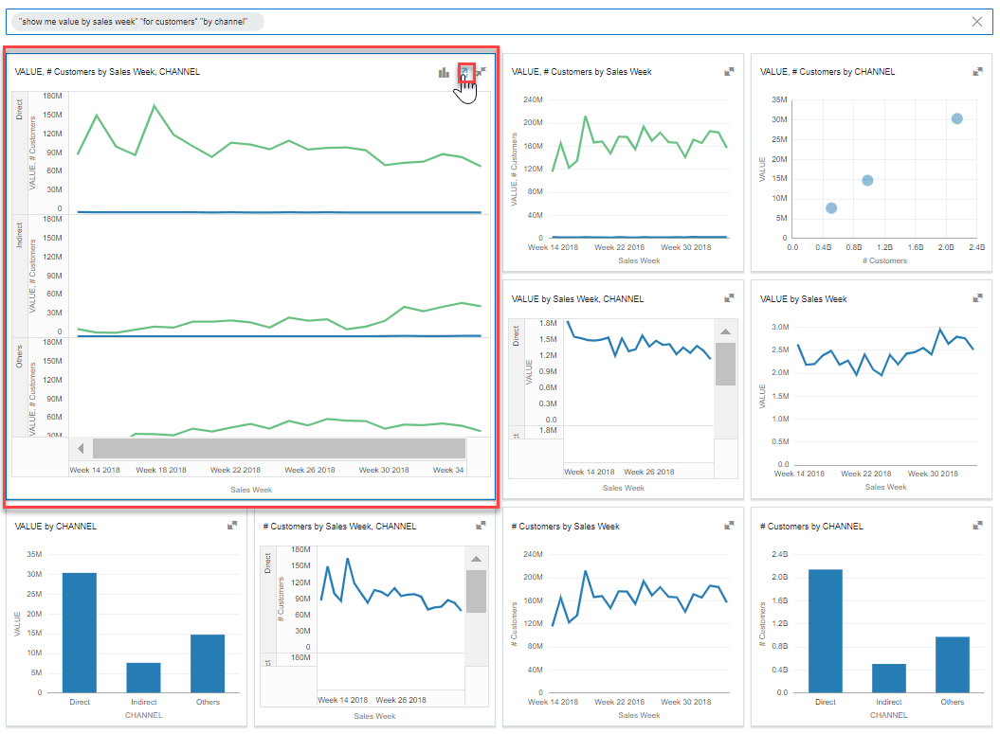 "show me value by sales week" "for customers" "by channel"
VALUE, # Customers by Sales Week, CHANNEL
Direct
VALUE, # Customers
180M
150M
120M
90M
60M
30M
0
Indirect
VALUE, # Customers
180M
150M
120M
90M
60M
30M
0
Others
VALUE, # Customers
180M
150M
120M
90M
60M
30M
Week 14 2018 Week 18 2018 Week 22 2018 Week 26 2018 Week 30 2018 Week 34
Sales Week
VALUE, # Customers by Sales Week
VALUE, # Customers
240M
200M
160M
120M
80M
40M
0
Week 14 2018 Week 22 2018 Week 30 2018
Sales Week
VALUE, # Customers by CHANNEL
VALUE
35M
30M
25M
20M
15M
10M
5M
0
0.0 0.4B 0.8B 1.2B 1.6B 2.0B 2.4B
# Customers
VALUE by Sales Week, CHANNEL
Direct
VALUE
1.8M
1.5M
1.2M
0.9M
0.6M
0.3M
0.0
ct
1.8M
Week 14 2018 Week 26 2018
Sales Week
VALUE by Sales Week
VALUE
3.0M
2.5M
2.0M
1.5M
1.0M
0.5M
0.0
Week 14 2018 Week 22 2018 Week 30 2018
Sales Week
VALUE by CHANNEL
VALUE
35M
30M
25M
20M
15M
10M
5M
0
Direct Indirect Others
CHANNEL
# Customers by Sales Week, CHANNEL
Direct
# Customers
180M
150M
120M
90M
60M
30M
0
ct
180M
Week 14 2018 Week 26 2018
Sales Week
# Customers by Sales Week
# Customers
240M
200M
160M
120M
80M
40M
0
Week 14 2018 Week 22 2018 Week 30 2018
Sales Week
# Customers by CHANNEL
# Customers
2.4B
2.0B
1.6B
1.2B
0.8B
0.4B
0.0
Direct Indirect Others
CHANNEL